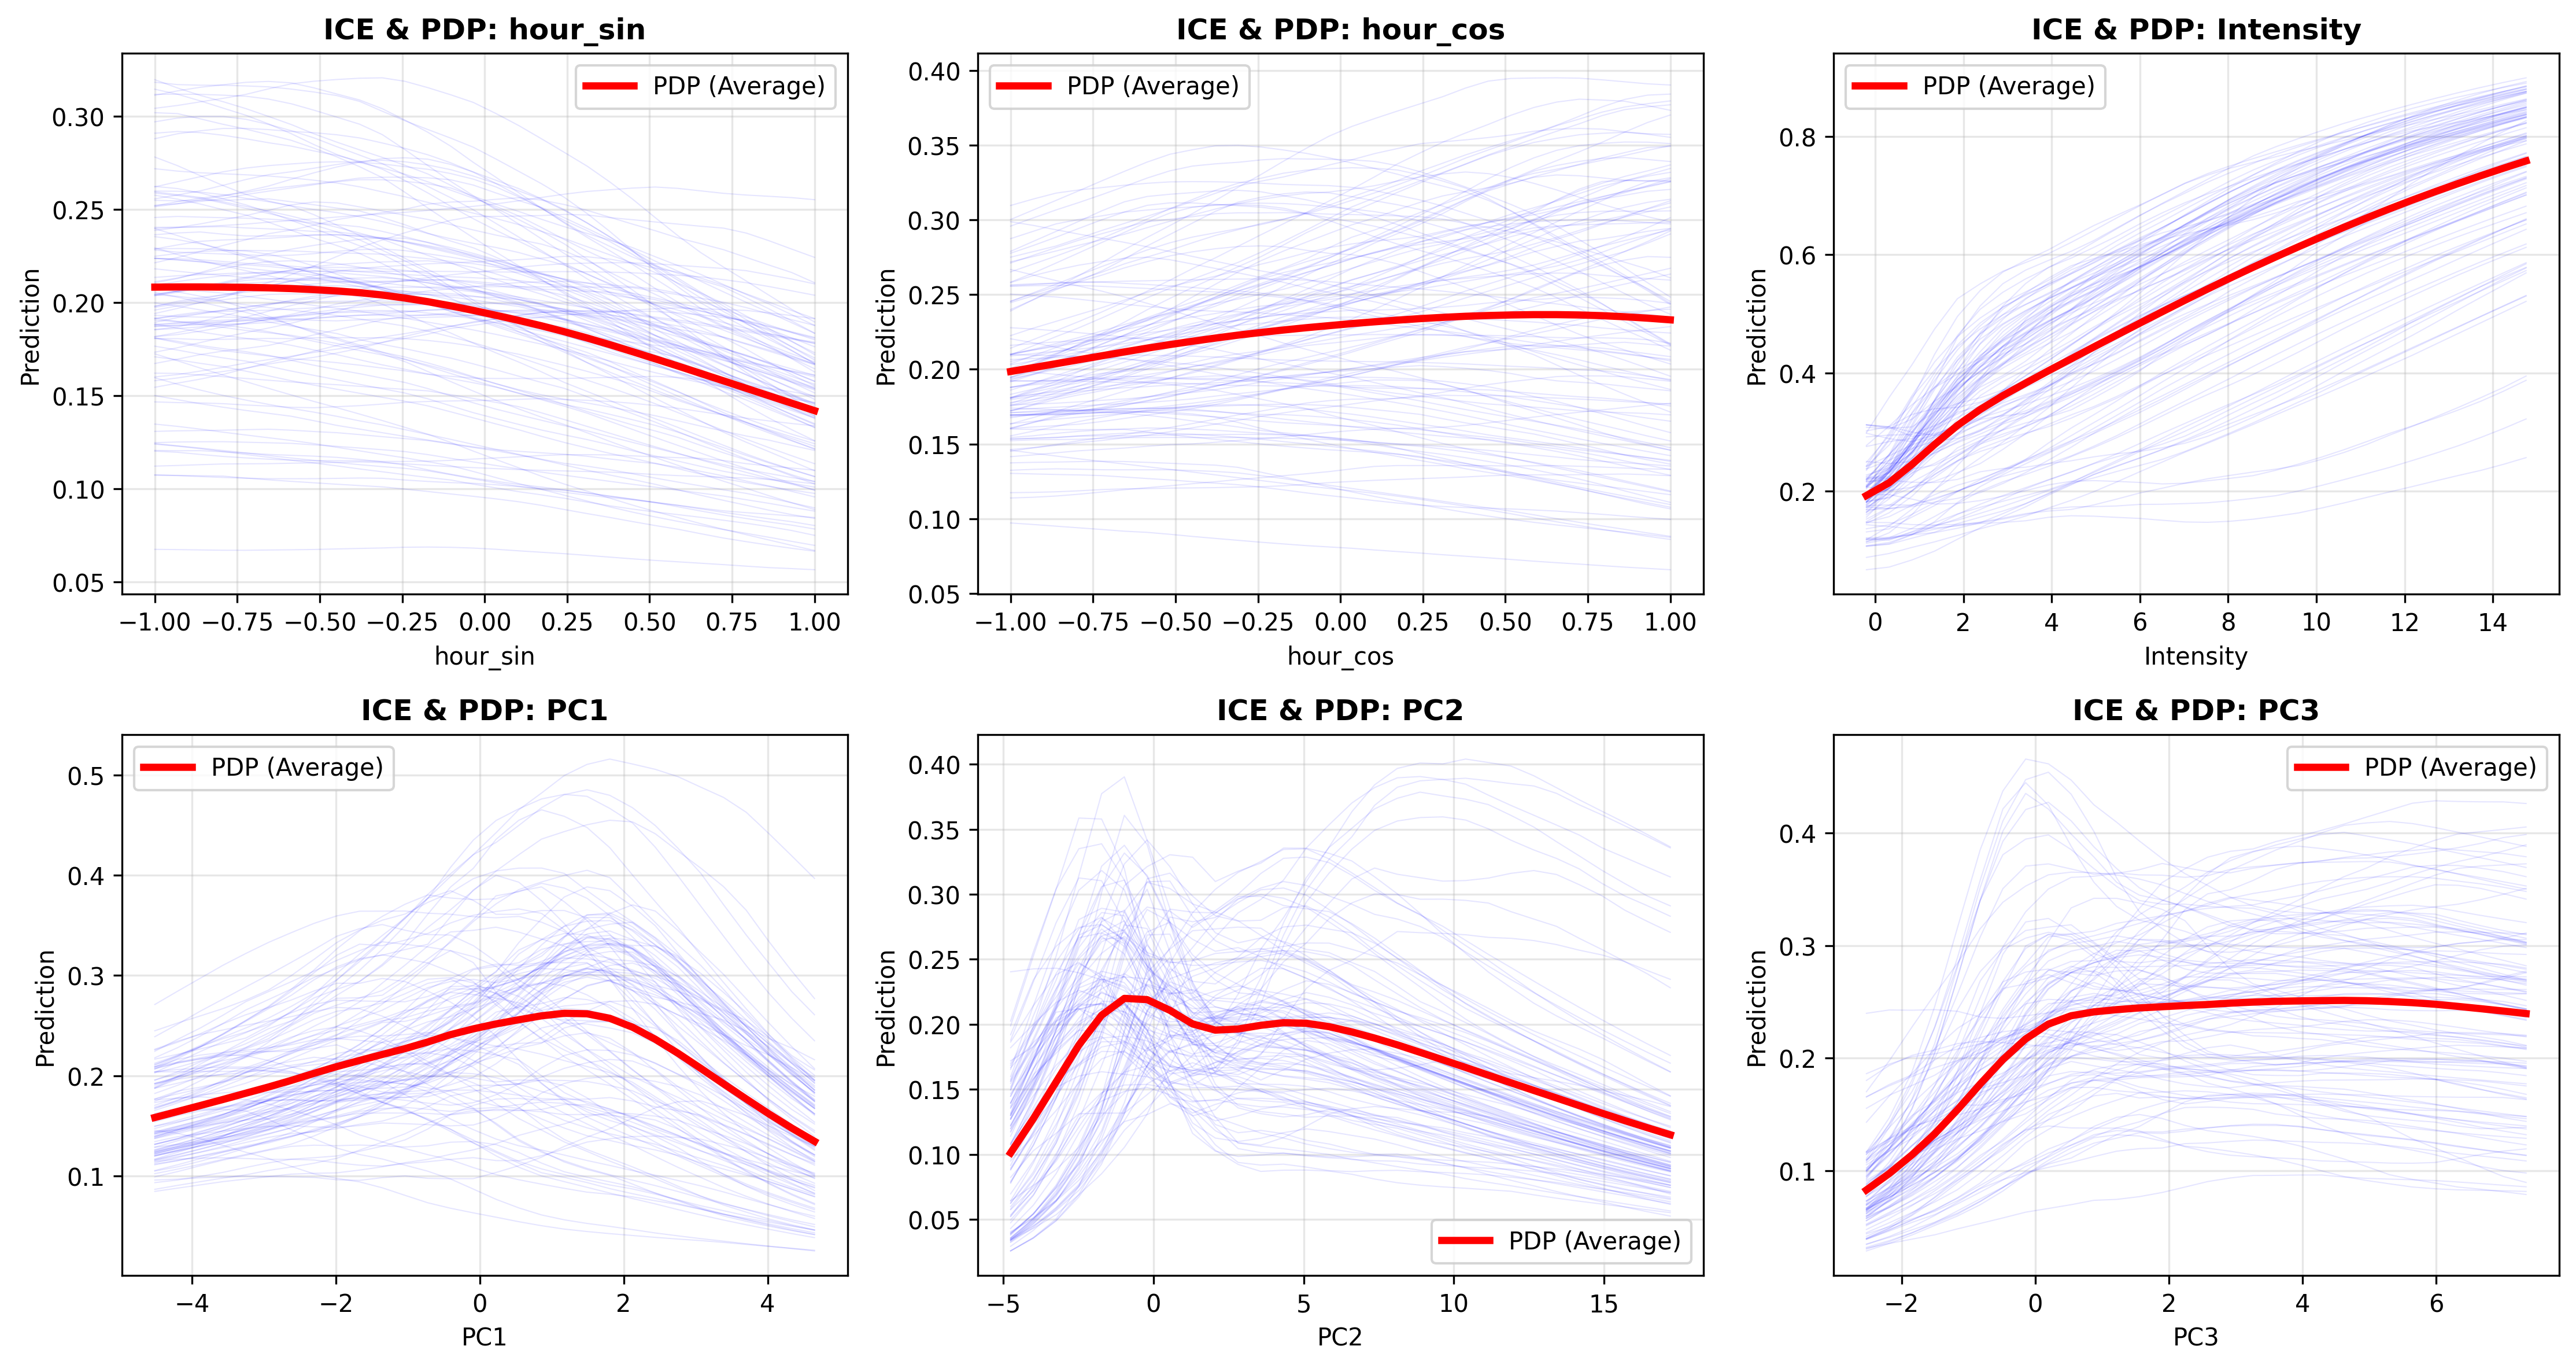 ICE & PDP: hour_sin
PDP (Average)
Prediction
0.30
0.25
0.20
0.15
0.10
0.05
−1.00 −0.75 −0.50 −0.25 0.00 0.25 0.50 0.75 1.00
hour_sin
ICE & PDP: hour_cos
PDP (Average)
Prediction
0.40
0.35
0.30
0.25
0.20
0.15
0.10
0.05
−1.00 −0.75 −0.50 −0.25 0.00 0.25 0.50 0.75 1.00
hour_cos
ICE & PDP: Intensity
PDP (Average)
Prediction
0.8
0.6
0.4
0.2
0 2 4 6 8 10 12 14
Intensity
ICE & PDP: PC1
PDP (Average)
Prediction
0.5
0.4
0.3
0.2
0.1
−4 −2 0 2 4
PC1
ICE & PDP: PC2
PDP (Average)
Prediction
0.40
0.35
0.30
0.25
0.20
0.15
0.10
0.05
−5 0 5 10 15
PC2
ICE & PDP: PC3
PDP (Average)
Prediction
0.4
0.3
0.2
0.1
−2 0 2 4 6
PC3